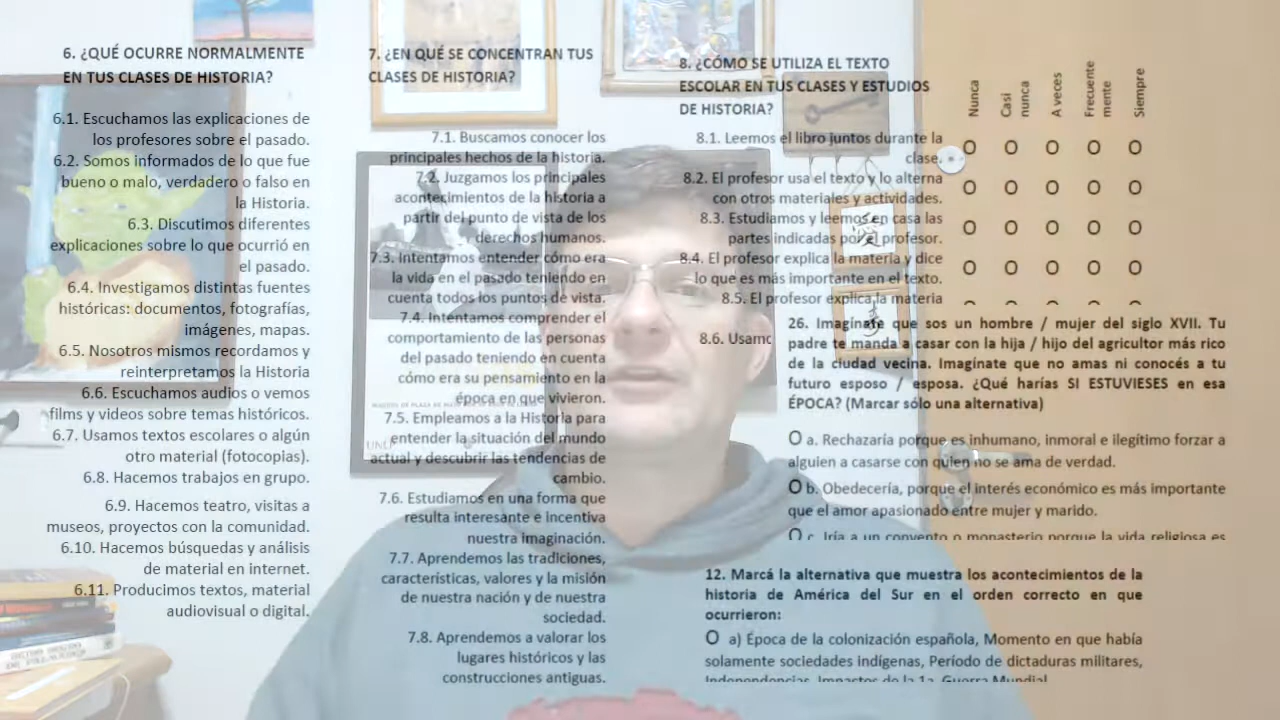 6. ¿QUÉ OCURRE NORMALMENTE
EN TUS CLASES DE HISTORIA?
6.1. Escuchamos las explicaciones de
los profesores sobre el pasado.
6.2. Somos informados de lo que fue
bueno o malo, verdadero o falso en
la Historia.
6.3. Discutimos diferentes
explicaciones sobre lo que ocurrió en
el pasado.
6.4. Investigamos distintas fuentes
históricas: documentos, fotografías,
imágenes, mapas.
6.5. Nosotros mismos recordamos y
reinterpretamos la Historia
6.6. Escuchamos audios o vemos
films y videos sobre temas históricos.
6.7. Usamos textos escolares o algún
otro material (fotocopias).
6.8. Hacemos trabajos en grupo.
6.9. Hacemos teatro, visitas a
museos, proyectos con la comunidad.
6.10. Hacemos búsquedas y análisis
de material en internet.
6.11. Producimos textos, material
audiovisual o digital.
7. ¿EN QUÉ SE CONCENTRAN TUS
CLASES DE HISTORIA?
7.1. Buscamos conocer los
principales hechos de la historia.
7.2. Juzgamos los principales
acontecimientos de la historia a
partir del punto de vista de los
derechos humanos.
7.3. Intentamos entender cómo era
la vida en el pasado teniendo en
cuenta todos los puntos de vista.
7.4. Intentamos comprender el
comportamiento de las personas
del pasado teniendo en cuenta
cómo era su pensamiento en la
época en que vivieron.
7.5. Empleamos a la Historia para
entender la situación del mundo
actual y descubrir las tendencias de
cambio.
7.6. Estudiamos en una forma que
resulta interesante e incentiva
nuestra imaginación.
7.7. Aprendemos las tradiciones,
características, valores y la misión
de nuestra nación y de nuestra
sociedad.
7.8. Aprendemos a valorar los
lugares históricos y las
construcciones antiguas.
8. ¿CÓMO SE UTILIZA EL TEXTO
ESCOLAR EN TUS CLASES Y ESTUDIOS
DE HISTORIA?
Nunca
Casi
nunca
A veces
Frecuente
mente
Siempre
8.1. Leemos el libro juntos durante la
clase.
8.2. El profesor usa el texto y lo alterna
con otros materiales y actividades.
8.3. Estudiamos y leemos en casa las
partes indicadas por el profesor.
8.4. El profesor explica la materia y dice
lo que es más importante en el texto.
8.5. El profesor explica la materia
8.6. Usamc
26. Imagínate que sos un hombre / mujer del siglo XVII. Tu
padre te manda a casar con la hija / hijo del agricultor más rico
de la ciudad vecina. Imagínate que no amas ni conocés a tu
futuro esposo / esposa. ¿Qué harías SI ESTUVIESES en esa
ÉPOCA? (Marcar sólo una alternativa)
O a. Rechazaría porque es inhumano, inmoral e ilegítimo forzar a
alguien a casarse con quien no se ama de verdad.
O b. Obedecería, porque el interés económico es más importante
que el amor apasionado entre mujer y marido.
O c. Iría a un convento o monasterio porque la vida religiosa es
12. Marcá la alternativa que muestra los acontecimientos de la
historia de América del Sur en el orden correcto en que
ocurrieron:
O a) Época de la colonización española, Momento en que había
solamente sociedades indígenas, Período de dictaduras militares,
Independencias, Impactos de la 1a. Guerra Mundial